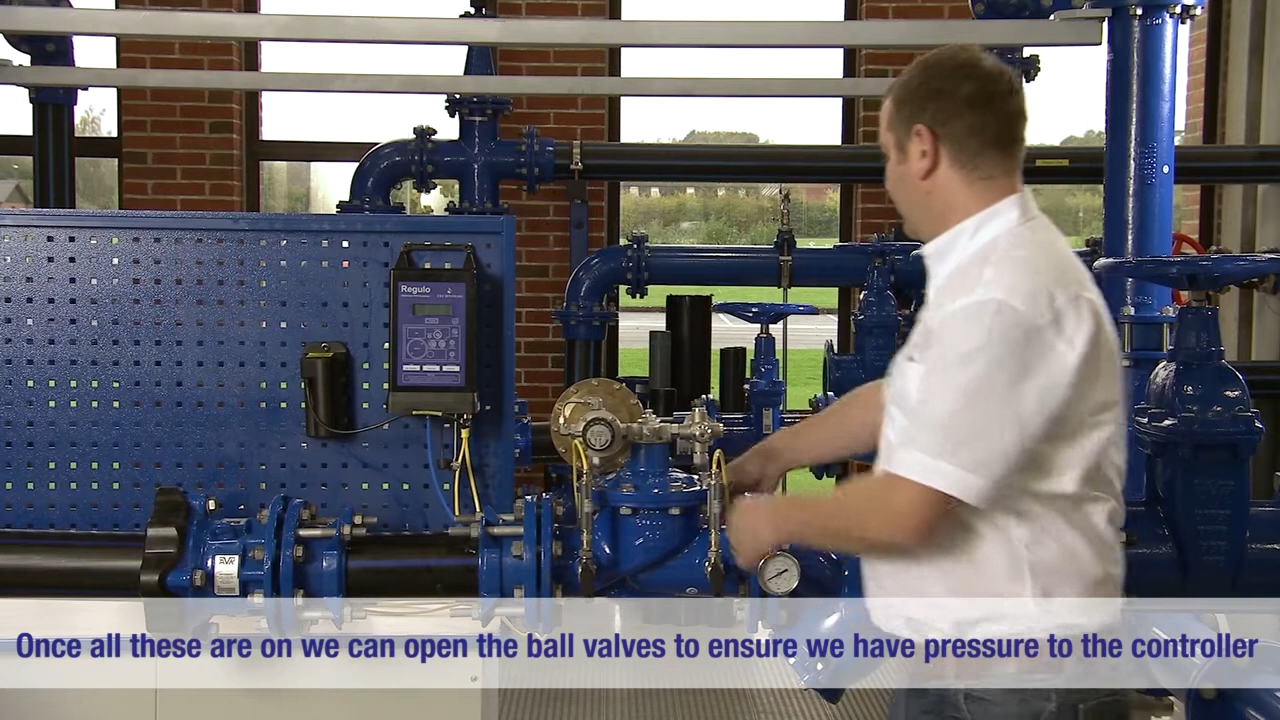 Regulo
AVK
Once all these are on we can open the ball valves to ensure we have pressure to the controller